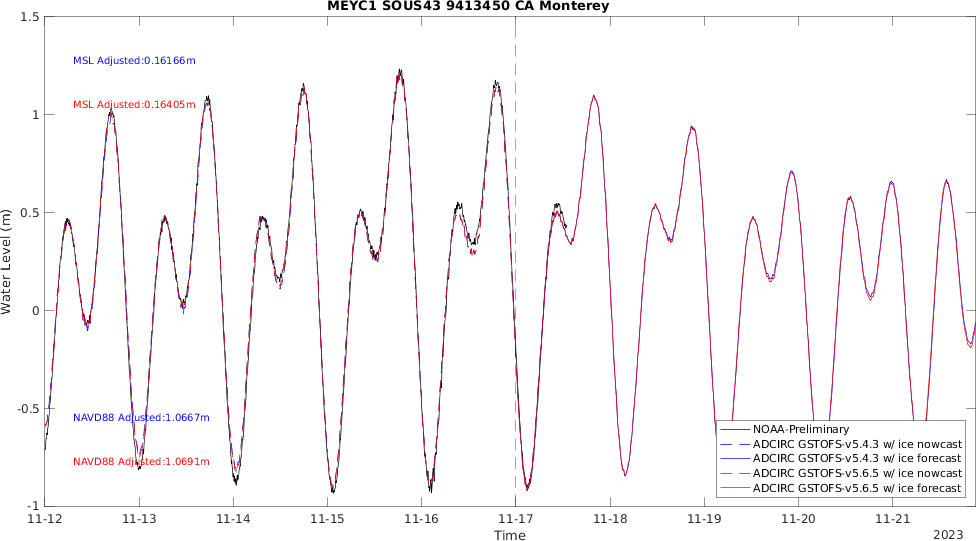 MEYC1 SOUS43 9413450 CA Monterey
1.5
1
0.5
0
-0.5
-1
Water Level (m)
MSL Adjusted:0.16166m
MSL Adjusted:0.16405m
NAVD88 Adjusted:1.0667m
NAVD88 Adjusted:1.0691m
NOAA-Preliminary
ADCIRC GSTOFS-v5.4.3 w/ ice nowcast
ADCIRC GSTOFS-v5.4.3 w/ ice forecast
ADCIRC GSTOFS-v5.6.5 w/ ice nowcast
ADCIRC GSTOFS-v5.6.5 w/ ice forecast
11-12 11-13 11-14 11-15 11-16 11-17 11-18 11-19 11-20 11-21
Time
2023